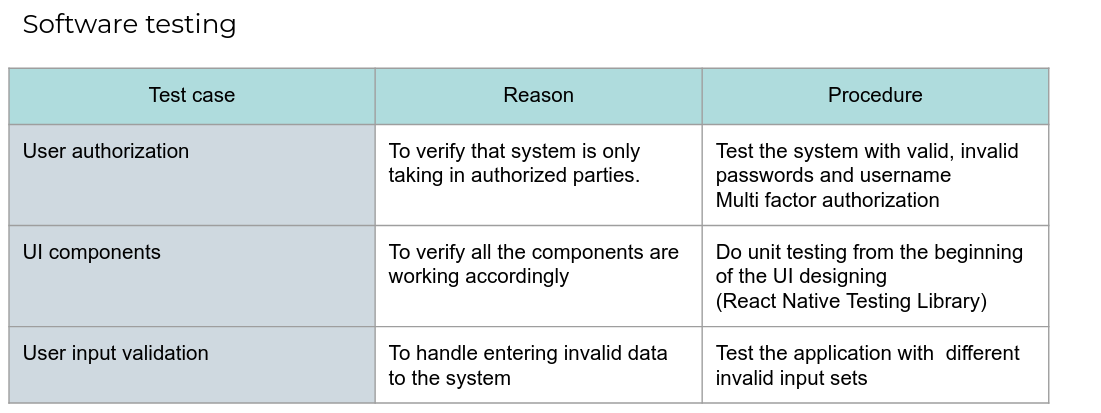 Software testing
Test case
Reason
Procedure
User authorization
To verify that system is only
taking in authorized parties.
Test the system with valid, invalid
passwords and username
Multi factor authorization
UI components
To verify all the components are
working accordingly
Do unit testing from the beginning
of the UI designing
(React Native Testing Library)
User input validation
To handle entering invalid data
to the system
Test the application with  different
invalid input sets